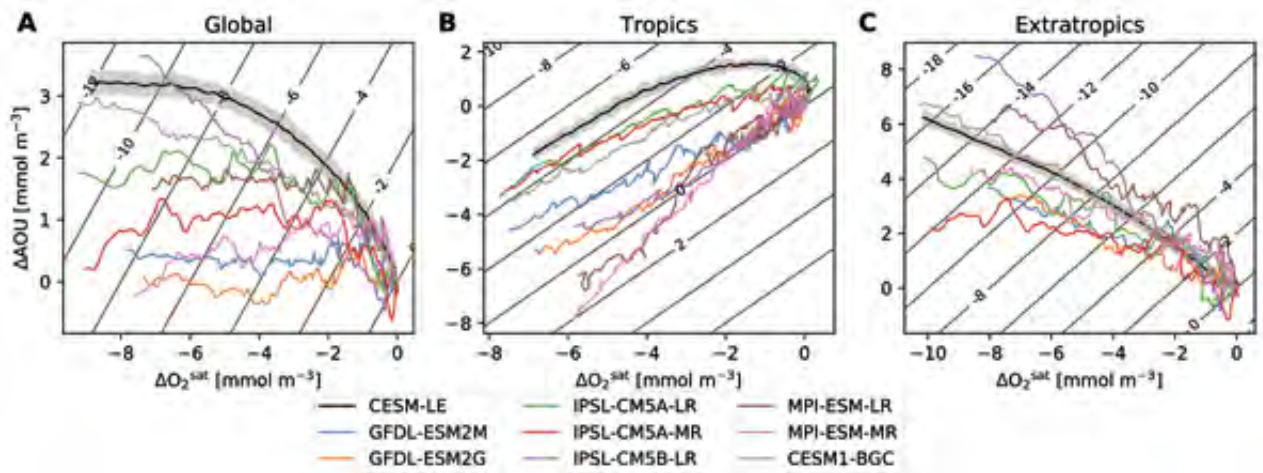 A Global B Tropics C Extratropics
3
2
1
0
ΔAOU [mmol m⁻³]
-12 -10 -8 -6 -4 -2
-8 -6 -4 -2 0
ΔO₂ˢᵃᵗ [mmol m⁻³]
2
0
-2
-4
-6
-8
-10 -8 -6 -4 0 2
-8 -6 -4 -2 0
ΔO₂ˢᵃᵗ [mmol m⁻³]
8
6
4
2
0
-18 -16 -14 -12 -10 -8 -4 0
-10 -8 -6 -4 -2 0
ΔO₂ˢᵃᵗ [mmol m⁻³]
CESM-LE IPSL-CM5A-LR MPI-ESM-LR
GFDL-ESM2M IPSL-CM5A-MR MPI-ESM-MR
GFDL-ESM2G IPSL-CM5B-LR CESM1-BGC